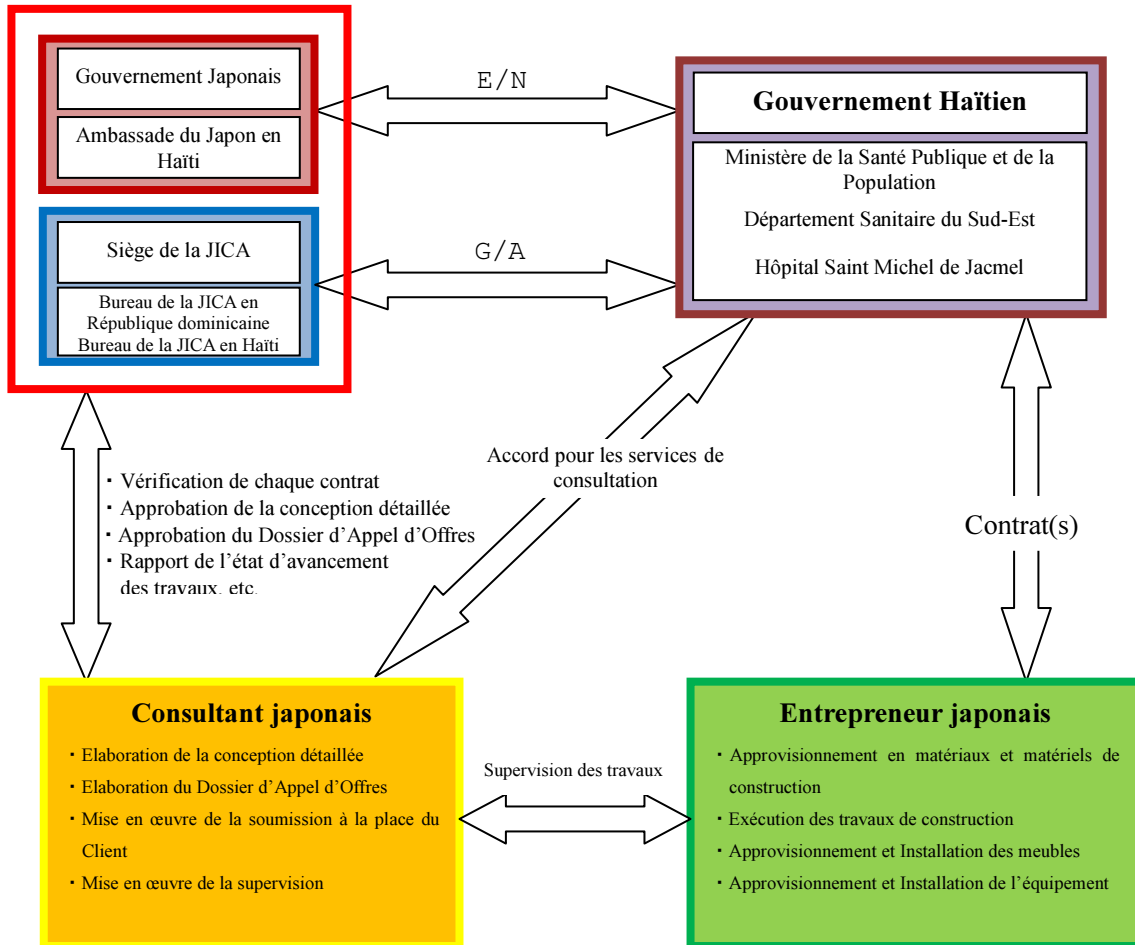 Gouvernement Japonais
Ambassade du Japon en
Haïti
Siège de la JICA
Bureau de la JICA en
République dominicaine
Bureau de la JICA en Haïti
E/N
G/A
Gouvernement Haïtien
Ministère de la Santé Publique et de la
Population
Département Sanitaire du Sud-Est
Hôpital Saint Michel de Jacmel
・Vérification de chaque contrat
・Approbation de la conception détaillée
・Approbation du Dossier d’Appel d’Offres
・Rapport de l’état d’avancement
des travaux, etc.
Accord pour les services de
consultation
Contrat(s)
Consultant japonais
・Elaboration de la conception détaillée
・Elaboration du Dossier d’Appel d’Offres
・Mise en œuvre de la soumission à la place du
Client
・Mise en œuvre de la supervision
Supervision des travaux
Entrepreneur japonais
・Approvisionnement en matériaux et matériels de
construction
・Exécution des travaux de construction
・Approvisionnement et Installation des meubles
・Approvisionnement et Installation de l’équipement